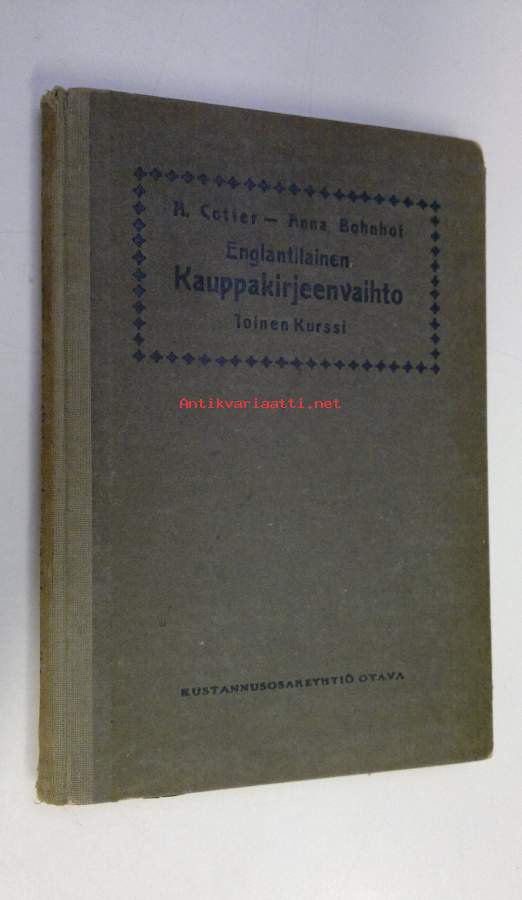 A. Cotter — Anna Bohnhof
Englantilainen
Kauppakirjeenvaihto
Toinen Kurssi
Antikvariaatti.net
KUSTANNUSOSAKEYHTIÖ OTAVA